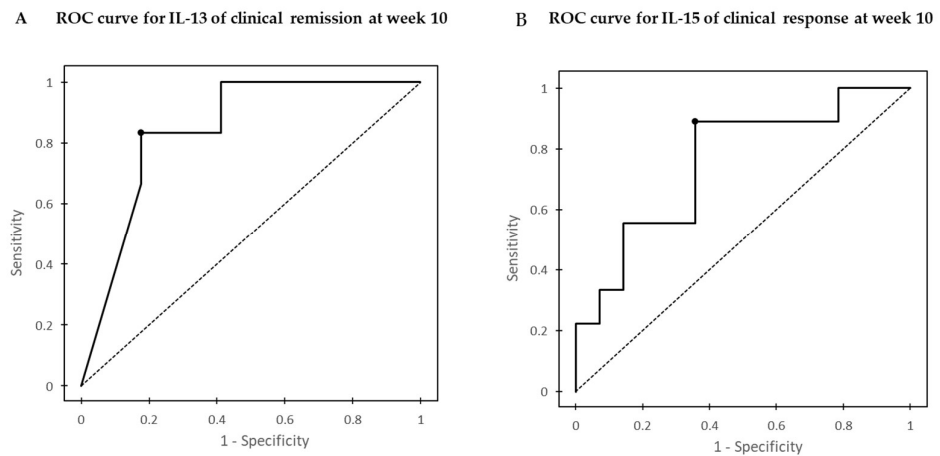 A ROC curve for IL-13 of clinical remission at week 10
1
0.8
0.6
0.4
0.2
0
Sensitivity
0 0.2 0.4 0.6 0.8 1
1 - Specificity
B ROC curve for IL-15 of clinical response at week 10
1
0.8
0.6
0.4
0.2
0
Sensitivity
0 0.2 0.4 0.6 0.8 1
1 - Specificity